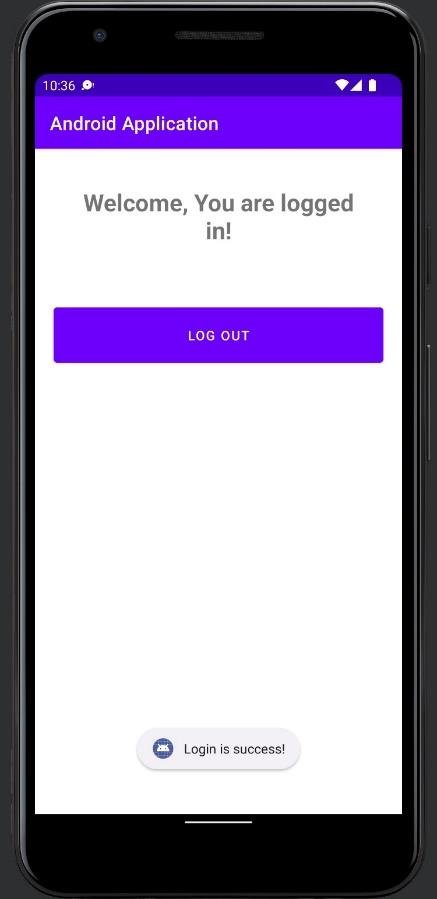 10:36
Android Application
Welcome, You are logged
in!
LOG OUT
Login is success!